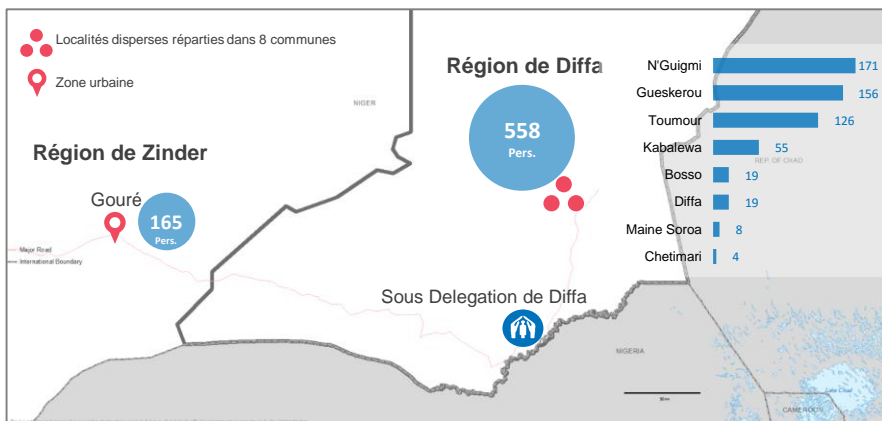 Localités disperses réparties dans 8 communes
Zone urbaine
Région de Diffa
NIGER
558
Pers.
Région de Zinder
Gouré
165
Pers.
Major Road
International Boundary
Sous Delegation de Diffa
N'Guigmi 171
Gueskerou 156
Toumour 126
Kabalewa 55
REP. OF CHAD
Bosso 19
Diffa 19
Maine Soroa 8
Chetimari 4
NIGERIA
Lake Chad
CAMEROON